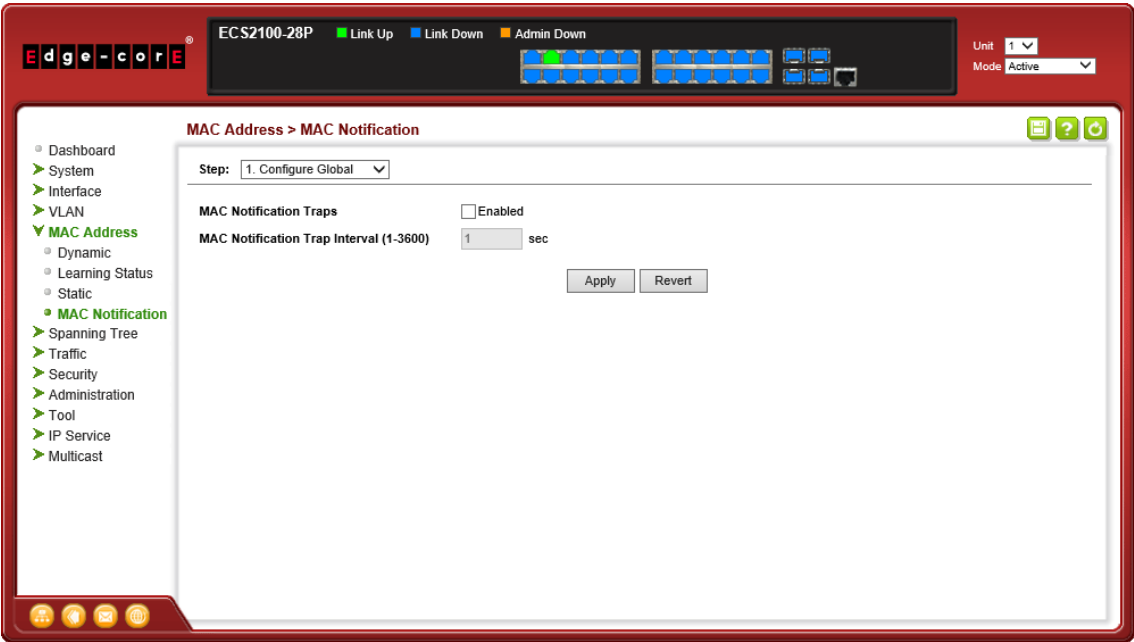 Edge-corE®
ECS2100-28P Link Up Link Down Admin Down
Unit 1
Mode Active
MAC Address > MAC Notification
Dashboard
System
Interface
VLAN
MAC Address
Dynamic
Learning Status
Static
MAC Notification
Spanning Tree
Traffic
Security
Administration
Tool
IP Service
Multicast
Step: 1. Configure Global
MAC Notification Traps Enabled
MAC Notification Trap Interval (1-3600) 1 sec
Apply Revert
?